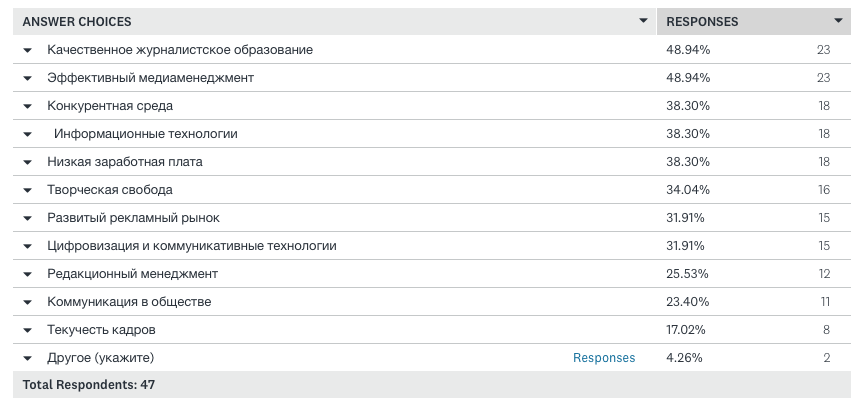 ANSWER CHOICES RESPONSES
Качественное журналистское образование 48.94% 23
Эффективный медиаменеджмент 48.94% 23
Конкурентная среда 38.30% 18
Информационные технологии 38.30% 18
Низкая заработная плата 38.30% 18
Творческая свобода 34.04% 16
Развитый рекламный рынок 31.91% 15
Цифровизация и коммуникативные технологии 31.91% 15
Редакционный менеджмент 25.53% 12
Коммуникация в обществе 23.40% 11
Текучесть кадров 17.02% 8
Другое (укажите) Responses 4.26% 2
Total Respondents: 47